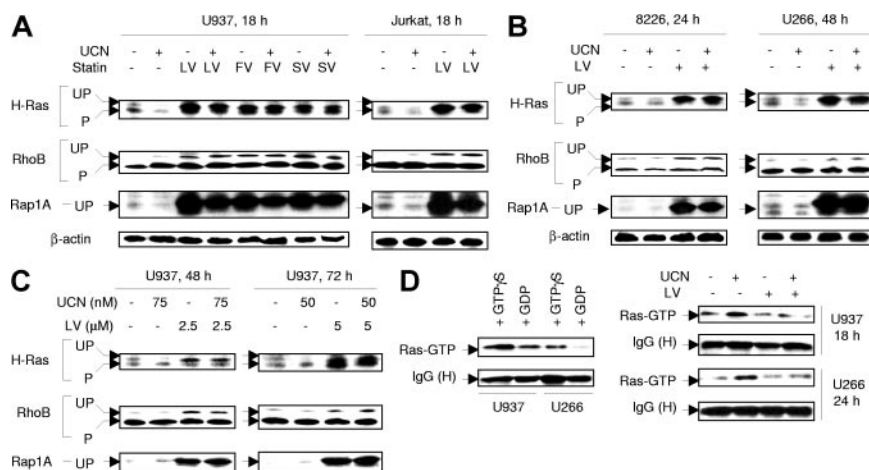 A
U937, 18 h
Jurkat, 18 h
UCN - + - + - + - + - + - +
Statin LV LV FV FV SV SV LV LV
H-Ras UP P
RhoB UP P
Rap1A – UP
β-actin
B
8226, 24 h
U266, 48 h
UCN - + - + - + - +
LV - - + + - - + +
H-Ras UP P
RhoB UP P
Rap1A – UP
β-actin
C
U937, 48 h
U937, 72 h
UCN (nM) - 75 - 75 - 50 - 50
LV (μM) - - 2.5 2.5 - - 5 5
H-Ras UP P
RhoB UP P
Rap1A – UP
D
+ GTPγS
+ GDP
+ GTPγS
+ GDP
Ras-GTP
IgG (H)
U937 U266
UCN - + - +
LV - - + +
Ras-GTP
IgG (H)
U937
18 h
Ras-GTP
IgG (H)
U266
24 h